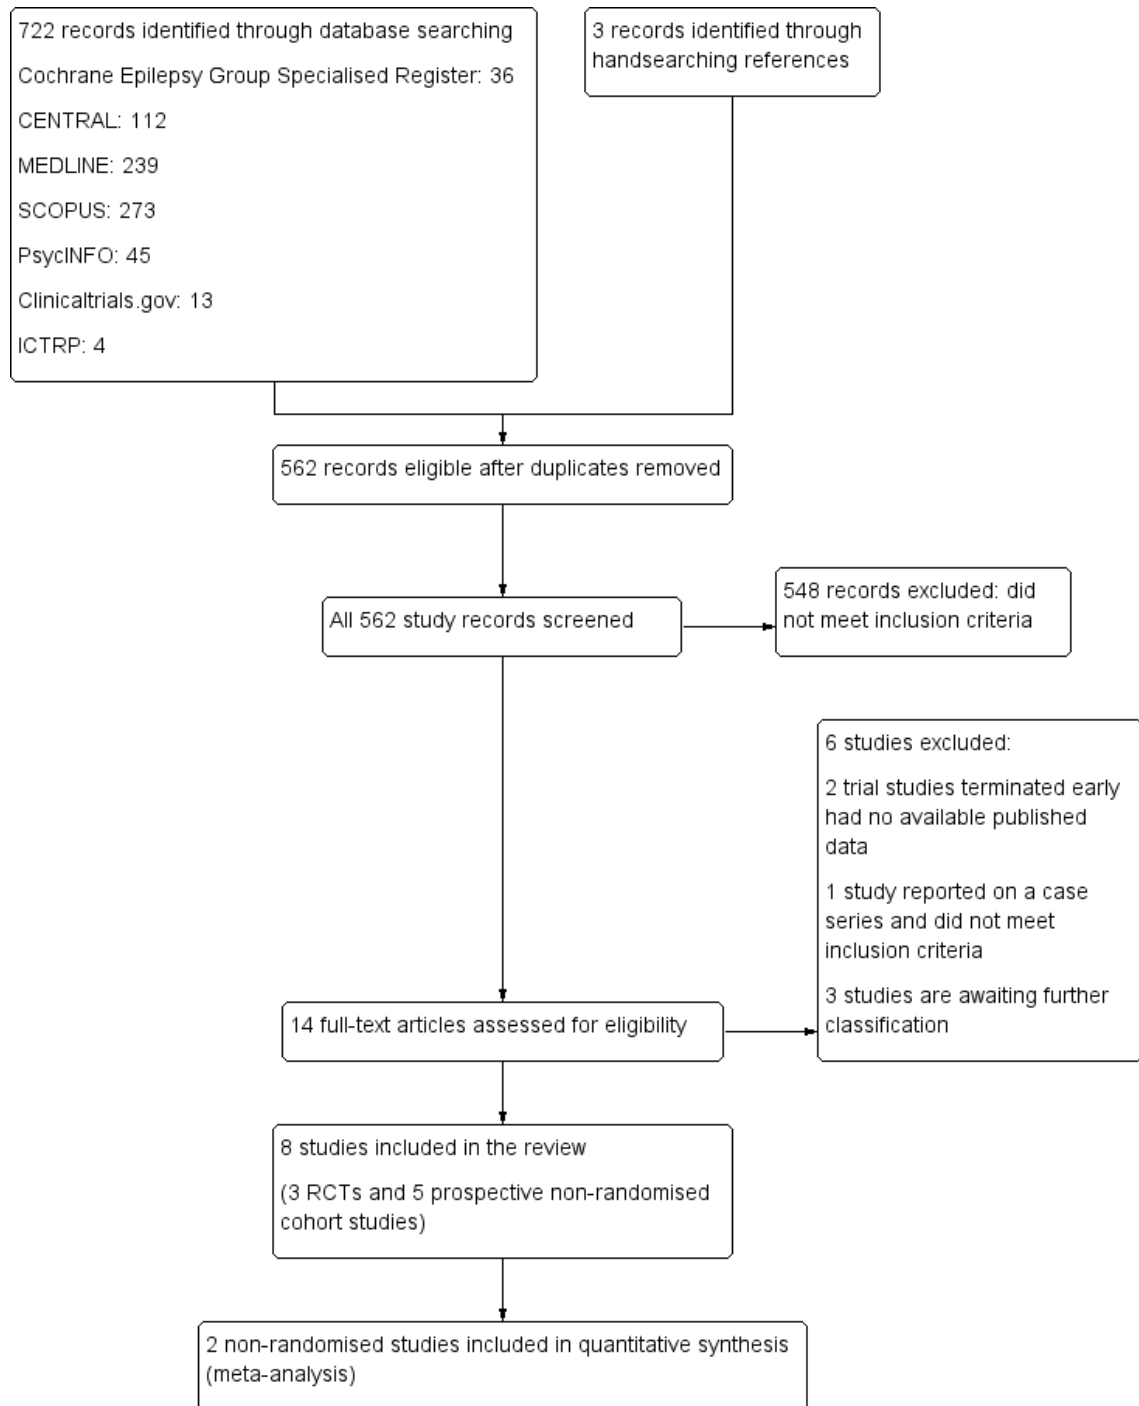 722 records identified through database searching
Cochrane Epilepsy Group Specialised Register: 36
CENTRAL: 112
MEDLINE: 239
SCOPUS: 273
PsycINFO: 45
Clinicaltrials.gov: 13
ICTRP: 4
3 records identified through
handsearching references
562 records eligible after duplicates removed
All 562 study records screened
548 records excluded: did
not meet inclusion criteria
14 full-text articles assessed for eligibility
6 studies excluded:
2 trial studies terminated early
had no available published
data
1 study reported on a case
series and did not meet
inclusion criteria
3 studies are awaiting further
classification
8 studies included in the review
(3 RCTs and 5 prospective non-randomised
cohort studies)
2 non-randomised studies included in quantitative synthesis
(meta-analysis)